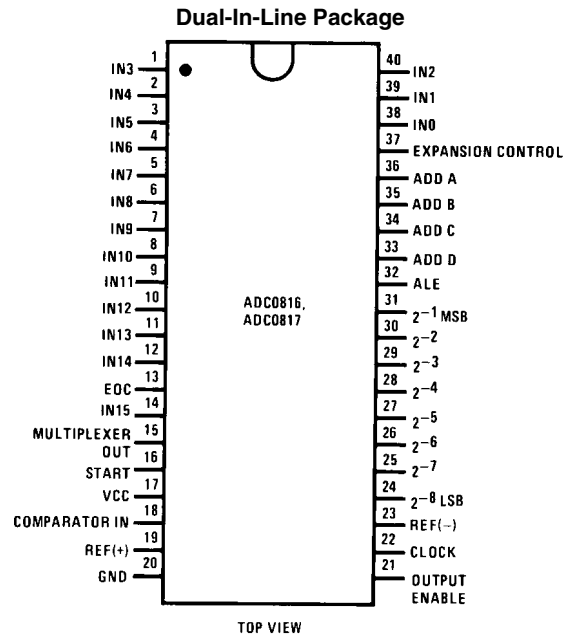 Dual-In-Line Package
1
IN3
2
IN4
3
IN5
4
IN6
5
IN7
6
IN8
7
IN9
8
IN10
9
IN11
10
IN12
11
IN13
12
IN14
13
EOC
14
IN15
15
MULTIPLEXER
OUT
16
START
17
VCC
18
COMPARATOR IN
19
REF(+)
20
GND
ADC0816,
ADC0817
40
IN2
39
IN1
38
IN0
37
EXPANSION CONTROL
36
ADD A
35
ADD B
34
ADD C
33
ADD D
32
ALE
31
2⁻¹ MSB
30
2⁻²
29
2⁻³
28
2⁻⁴
27
2⁻⁵
26
2⁻⁶
25
2⁻⁷
24
2⁻⁸ LSB
23
REF(−)
22
CLOCK
21
OUTPUT
ENABLE
TOP VIEW